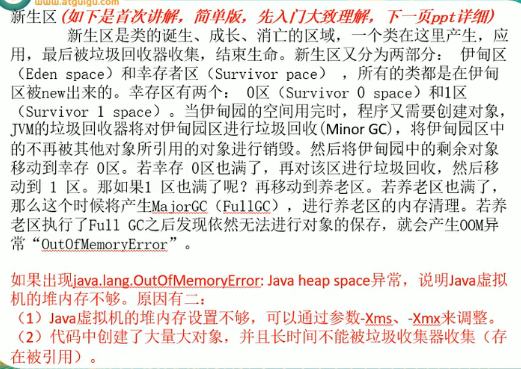 www.atguigu.com
新生区(如下是首次讲解，简单版，先入门大致理解，下一页ppt详细)
新生区是类的诞生、成长、消亡的区域，一个类在这里产生，应
用，最后被垃圾回收器收集，结束生命。新生区又分为两部分： 伊甸区
（Eden space）和幸存者区（Survivor pace） ，所有的类都是在伊甸
区被new出来的。幸存区有两个： 0区（Survivor 0 space）和1区
（Survivor 1 space）。当伊甸园的空间用完时，程序又需要创建对象，
JVM的垃圾回收器将对伊甸园区进行垃圾回收(Minor GC)，将伊甸园区中
的不再被其他对象所引用的对象进行销毁。然后将伊甸园中的剩余对象
移动到幸存 0区。若幸存 0区也满了，再对该区进行垃圾回收，然后移
动到 1 区。那如果1 区也满了呢？再移动到养老区。若养老区也满了，
那么这个时候将产生MajorGC（FullGC），进行养老区的内存清理。若养
老区执行了Full GC之后发现依然无法进行对象的保存，就会产生OOM异
常“OutOfMemoryError”。
如果出现java.lang.OutOfMemoryError: Java heap space异常，说明Java虚拟
机的堆内存不够。原因有二：
（1）Java虚拟机的堆内存设置不够，可以通过参数-Xms、-Xmx来调整。
（2）代码中创建了大量大对象，并且长时间不能被垃圾收集器收集（存
在被引用）。